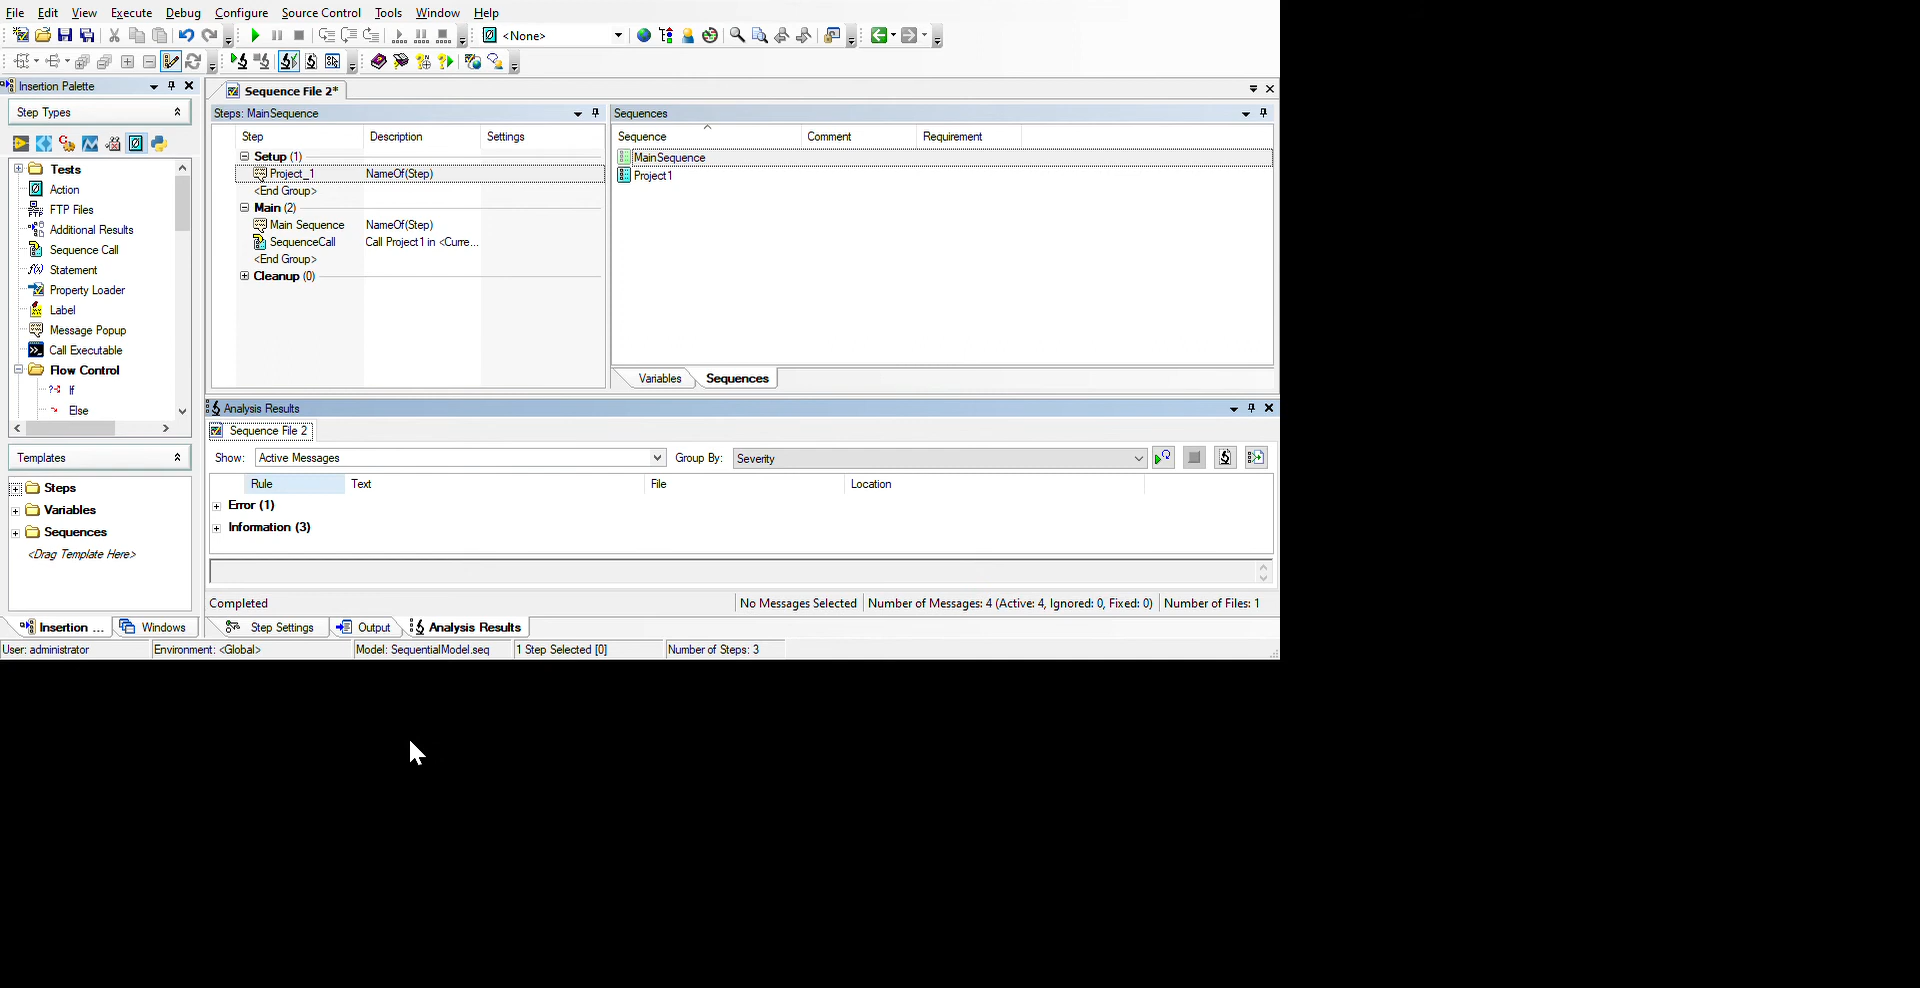 File Edit View Execute Debug Configure Source Control Tools Window Help
<None>
Insertion Palette
Step Types
Tests
Action
FTP Files
Additional Results
Sequence Call
f(x) Statement
Property Loader
Label
Message Popup
Call Executable
Flow Control
If
Else
Templates
Steps
Variables
Sequences
<Drag Template Here>
Insertion ... Windows
Sequence File 2*
Steps: MainSequence
Step Description Settings
Setup (1)
Project_1 NameOf(Step)
<End Group>
Main (2)
Main Sequence NameOf(Step)
SequenceCall Call Project1 in <Curre...
<End Group>
Cleanup (0)
Sequences
Sequence Comment Requirement
MainSequence
Project1
Variables Sequences
Analysis Results
Sequence File 2
Show: Active Messages Group By: Severity
Rule Text File Location
Error (1)
Information (3)
Completed No Messages Selected Number of Messages: 4 (Active: 4, Ignored: 0, Fixed: 0) Number of Files: 1
Step Settings Output Analysis Results
User: administrator Environment: <Global> Model: SequentialModel.seq 1 Step Selected [0] Number of Steps: 3